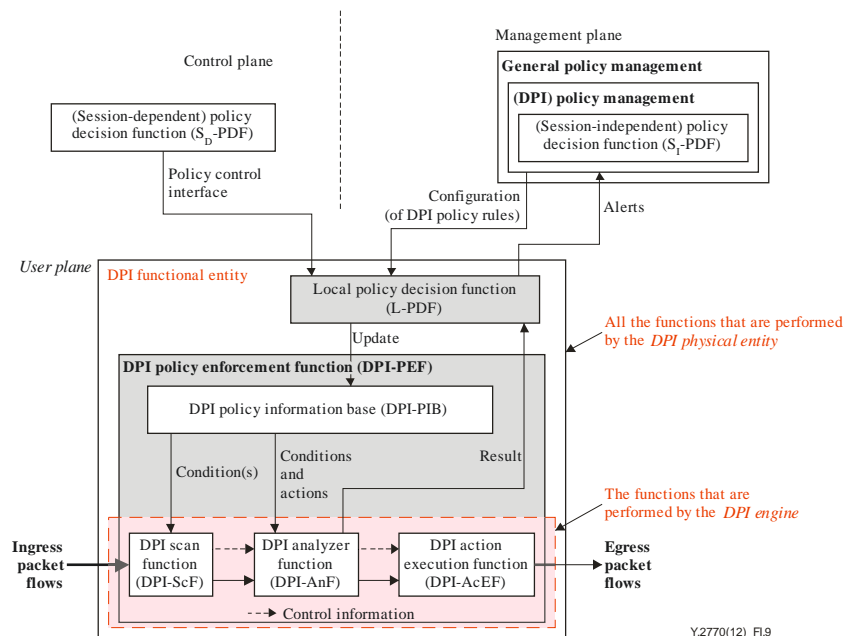 Management plane
Control plane
General policy management
(DPI) policy management
(Session-dependent) policy
decision function (S_D-PDF)
(Session-independent) policy
decision function (S_I-PDF)
Policy control
interface
Configuration
(of DPI policy rules)
Alerts
User plane
DPI functional entity
Local policy decision function
(L-PDF)
All the functions that are performed
by the DPI physical entity
Update
DPI policy enforcement function (DPI-PEF)
DPI policy information base (DPI-PIB)
Condition(s)
Conditions
and
actions
Result
The functions that are
performed by the DPI engine
Ingress
packet
flows
DPI scan
function
(DPI-ScF)
DPI analyzer
function
(DPI-AnF)
DPI action
execution function
(DPI-AcEF)
Egress
packet
flows
Control information
Y.2770(12)_FI.9